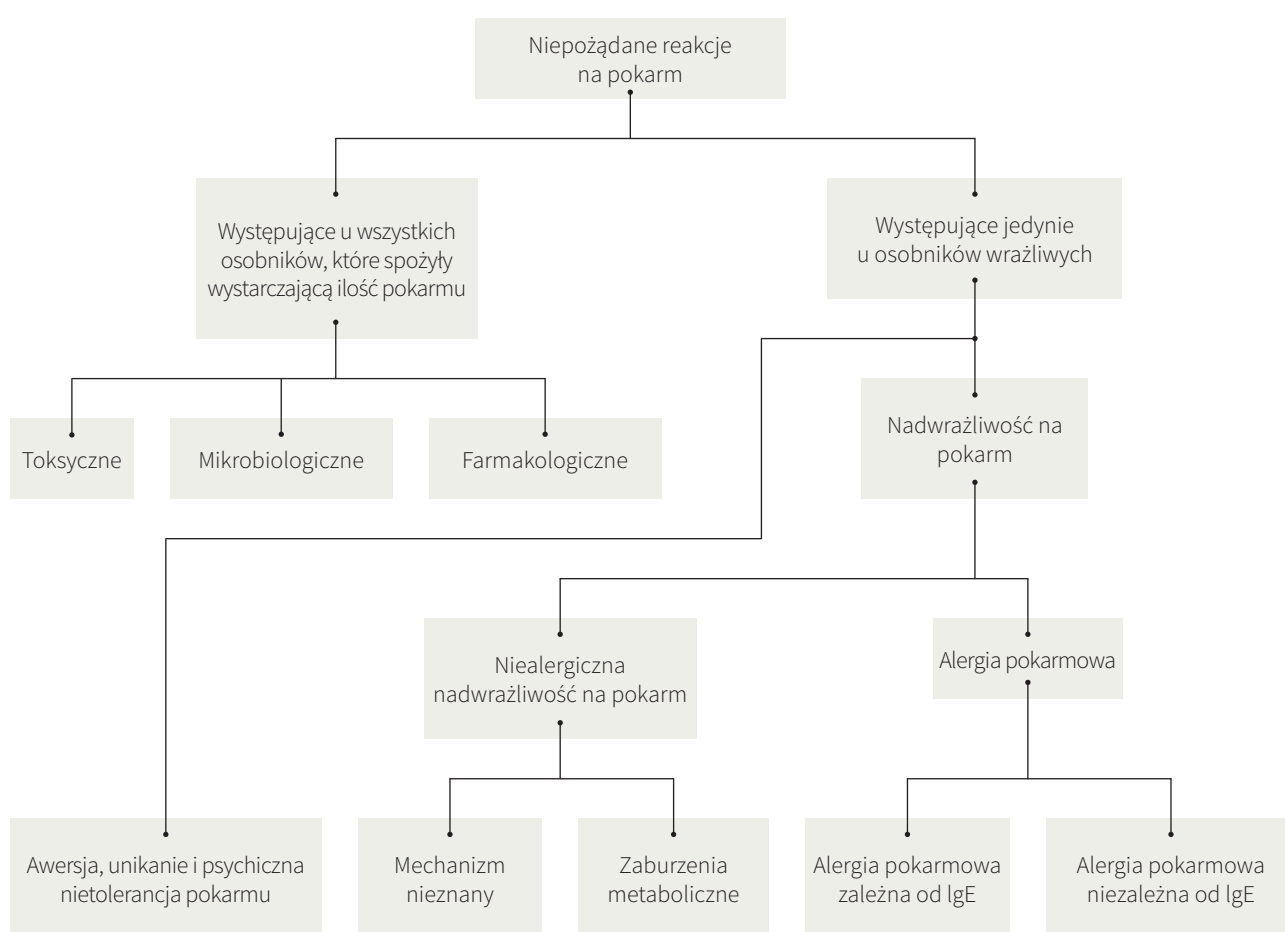 Niepożądane reakcje
na pokarm
Występujące u wszystkich
osobników, które spożyły
wystarczającą ilość pokarmu
Występujące jedynie
u osobników wrażliwych
Toksyczne
Mikrobiologiczne
Farmakologiczne
Nadwrażliwość na
pokarm
Niealergiczna
nadwrażliwość na pokarm
Alergia pokarmowa
Awersja, unikanie i psychiczna
nietolerancja pokarmu
Mechanizm
nieznany
Zaburzenia
metaboliczne
Alergia pokarmowa
zależna od lgE
Alergia pokarmowa
niezależna od lgE